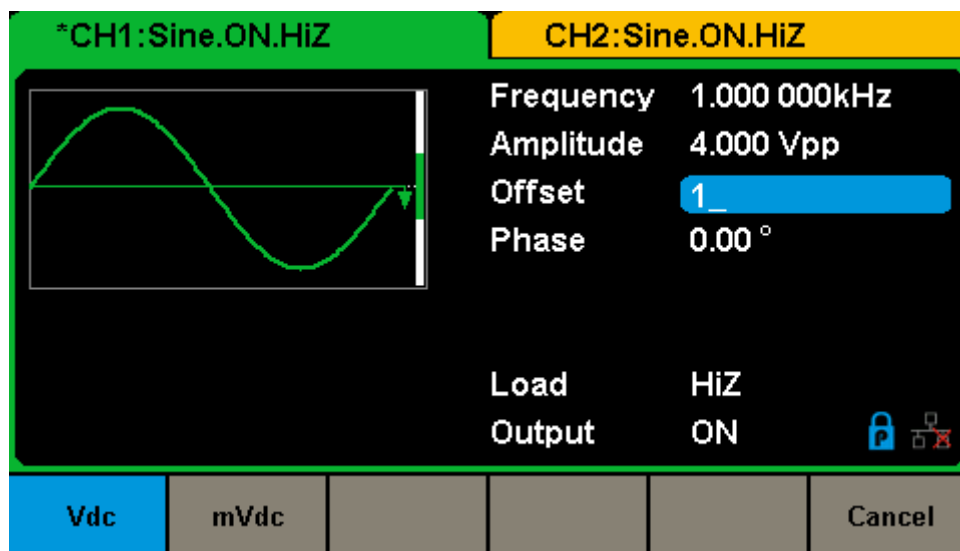 *CH1:Sine.ON.HiZ
CH2:Sine.ON.HiZ
Frequency 1.000 000kHz
Amplitude 4.000 Vpp
Offset 1_
Phase 0.00 °
Load HiZ
Output ON
P
Vdc mVdc Cancel